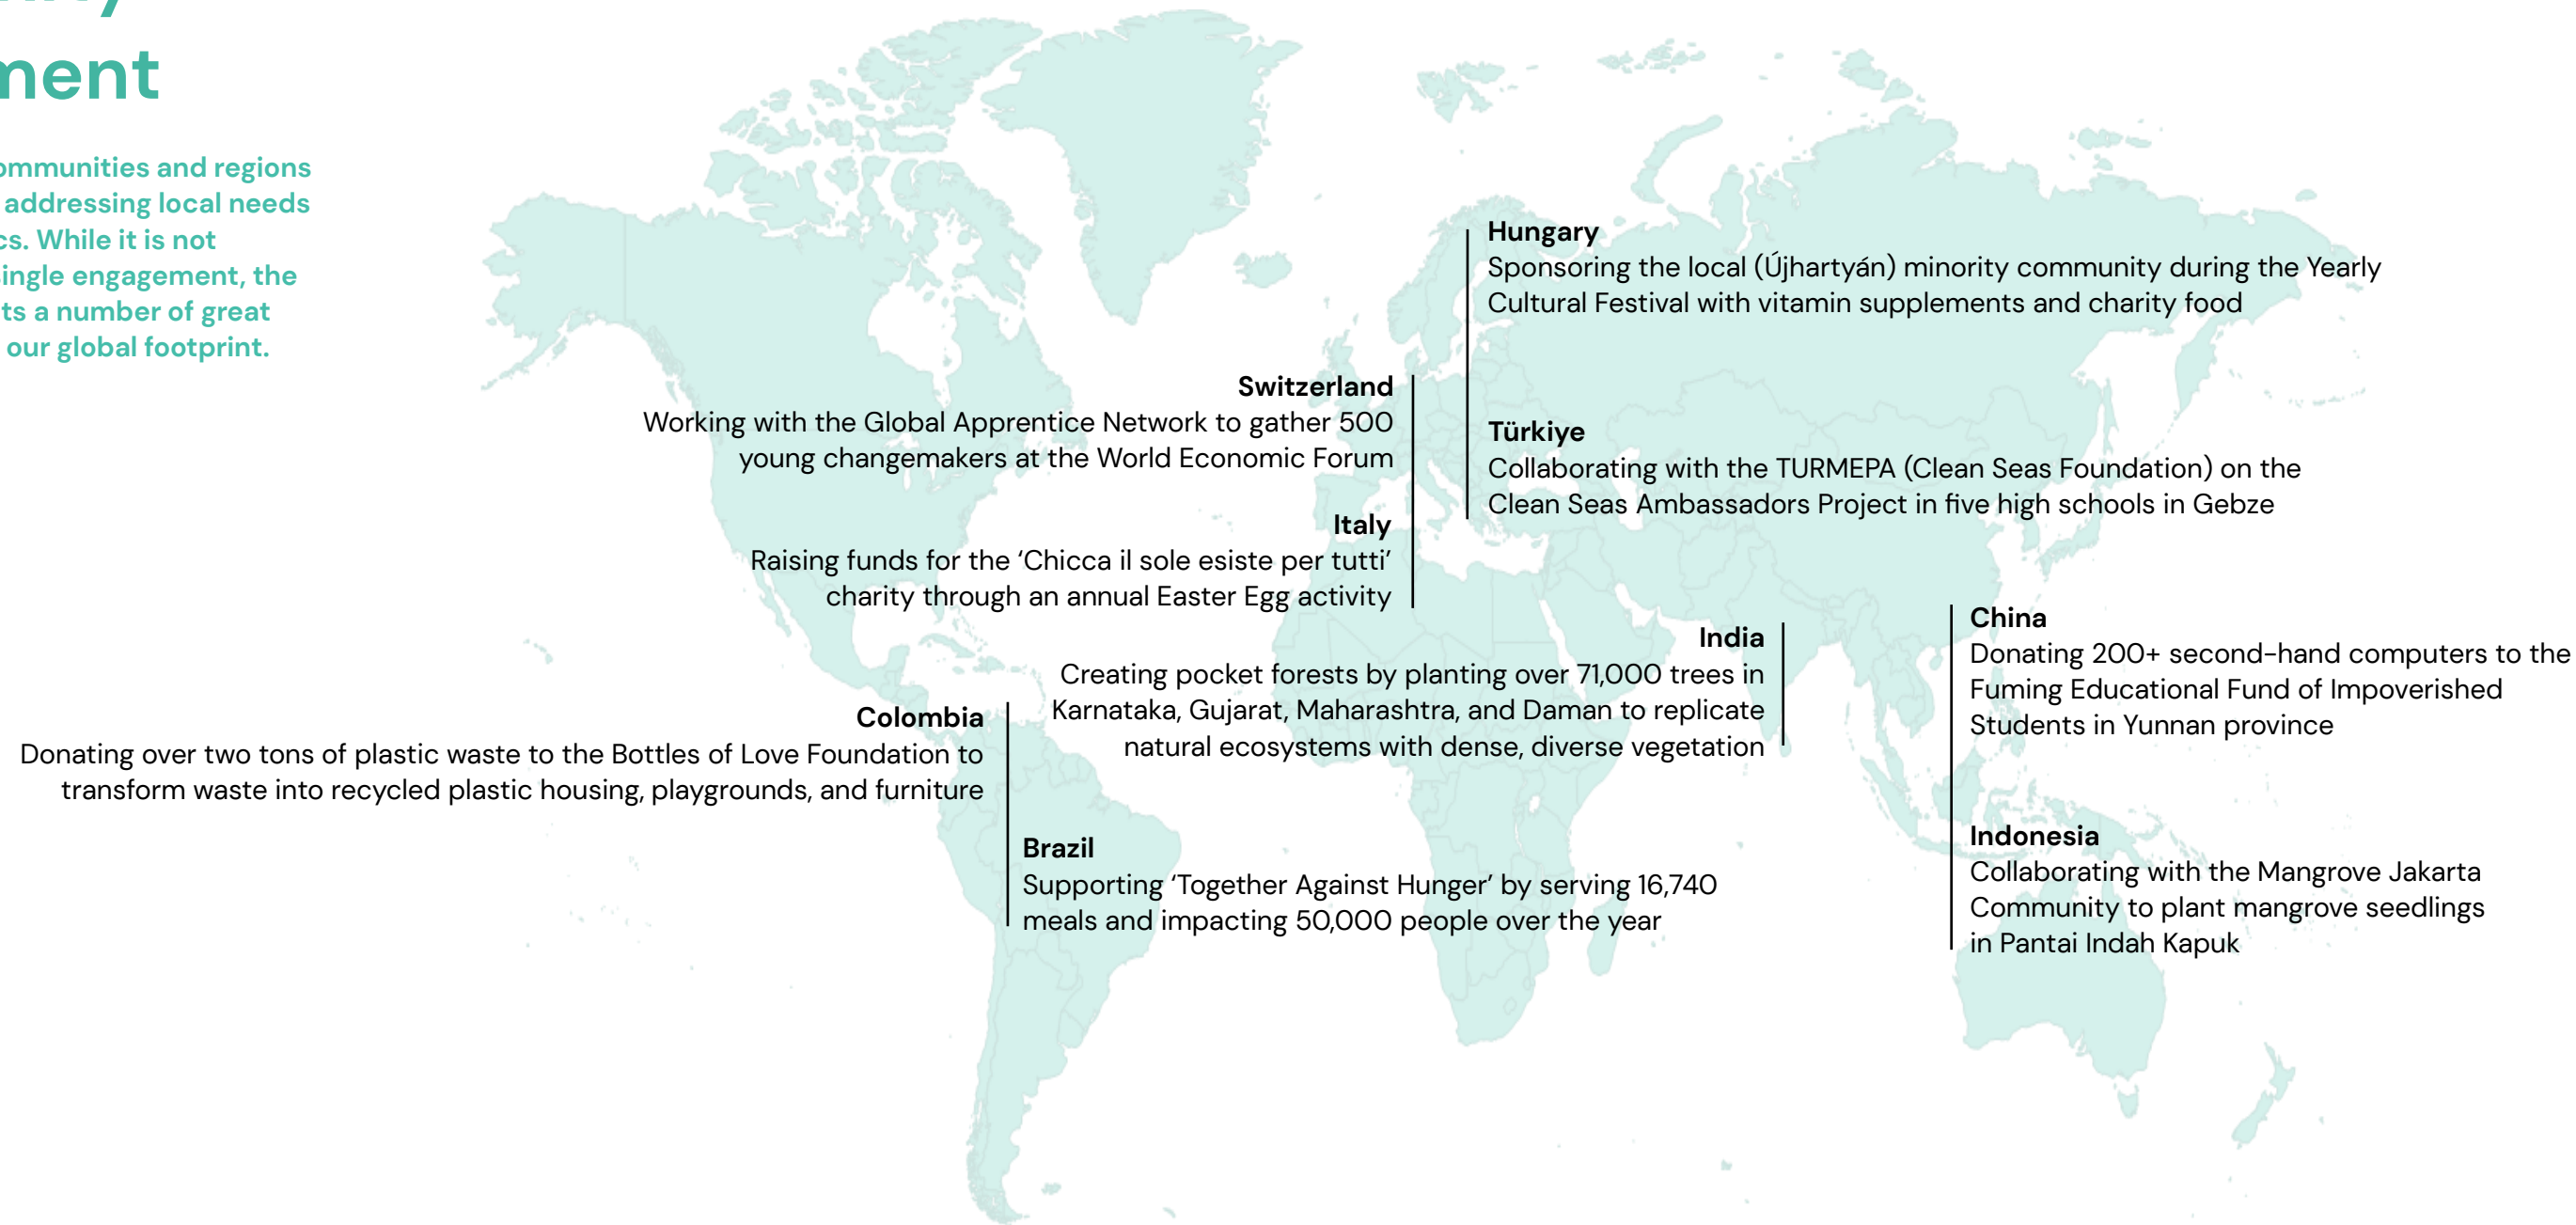 ment
ommunities and regions
addressing local needs
cs. While it is not
single engagement, the
ts a number of great
our global footprint.
Hungary
Sponsoring the local (Újhartyán) minority community during the Yearly
Cultural Festival with vitamin supplements and charity food
Switzerland
Working with the Global Apprentice Network to gather 500
young changemakers at the World Economic Forum
Türkiye
Collaborating with the TURMEPA (Clean Seas Foundation) on the
Clean Seas Ambassadors Project in five high schools in Gebze
Italy
Raising funds for the ‘Chicca il sole esiste per tutti’
charity through an annual Easter Egg activity
India
Creating pocket forests by planting over 71,000 trees in
Karnataka, Gujarat, Maharashtra, and Daman to replicate
natural ecosystems with dense, diverse vegetation
China
Donating 200+ second-hand computers to the
Fuming Educational Fund of Impoverished
Students in Yunnan province
Colombia
Donating over two tons of plastic waste to the Bottles of Love Foundation to
transform waste into recycled plastic housing, playgrounds, and furniture
Brazil
Supporting ‘Together Against Hunger’ by serving 16,740
meals and impacting 50,000 people over the year
Indonesia
Collaborating with the Mangrove Jakarta
Community to plant mangrove seedlings
in Pantai Indah Kapuk